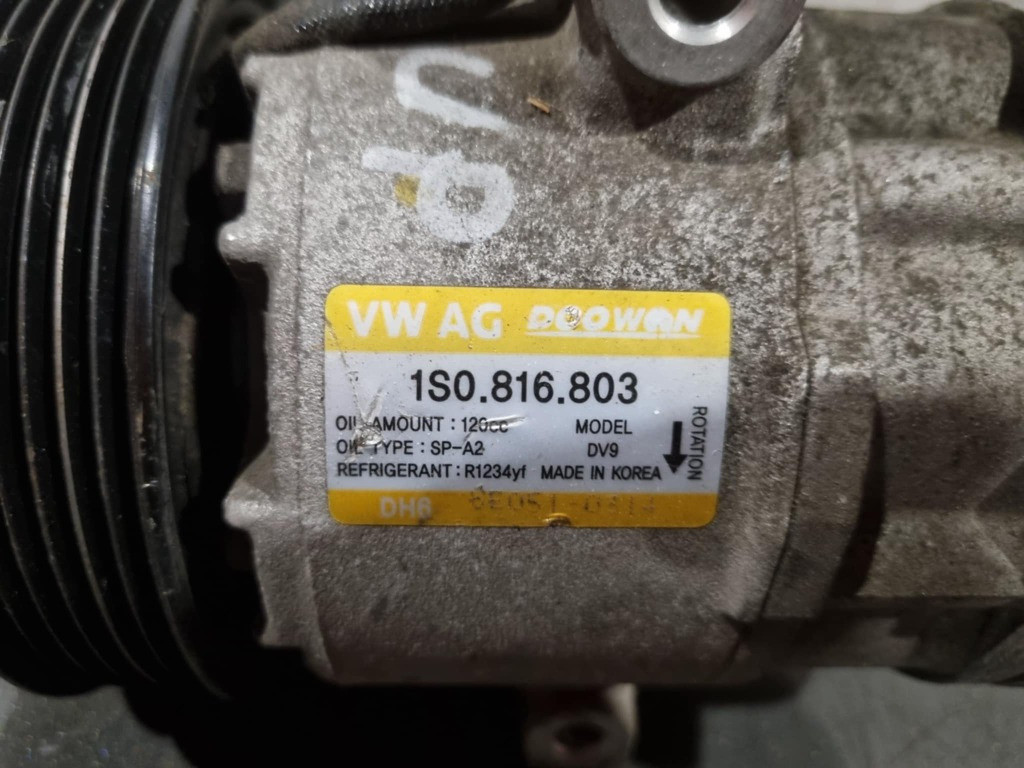 UP
VW AG DOOWON
1S0.816.803
OIL AMOUNT : 120cc MODEL
OIL TYPE : SP-A2 DV9
REFRIGERANT : R1234yf MADE IN KOREA
ROTATION
DH6